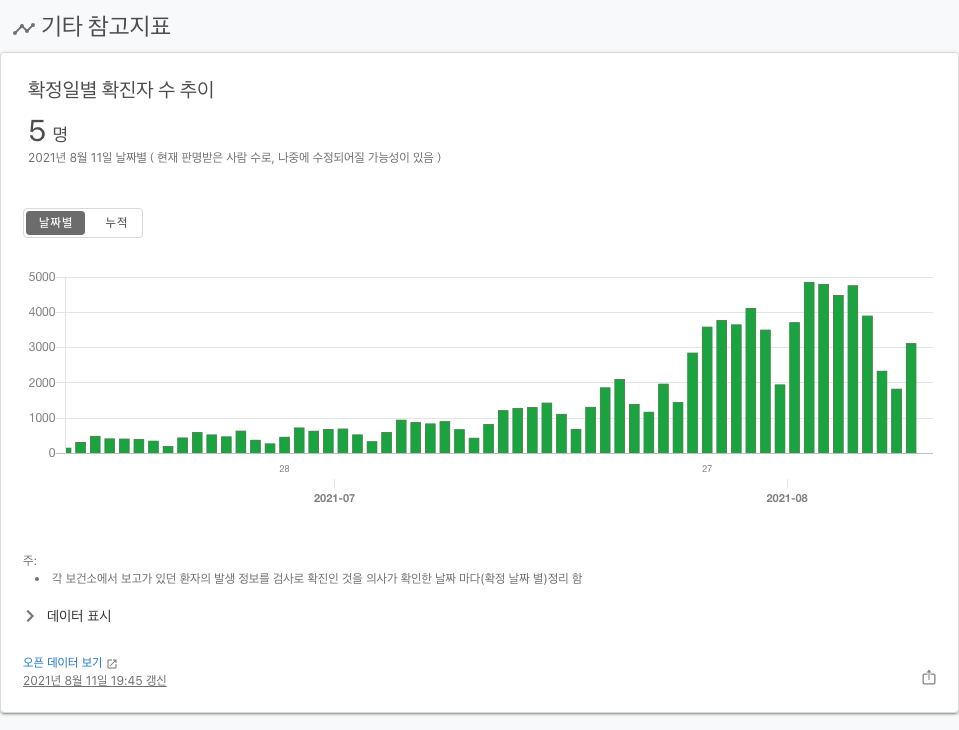 기타 참고지표
확정일별 확진자 수 추이
5 명
2021년 8월 11일 날짜별 ( 현재 판명받은 사람 수로, 나중에 수정되어질 가능성이 있음 )
날짜별 누적
5000
4000
3000
2000
1000
0
28 27
2021-07 2021-08
주:
• 각 보건소에서 보고가 있던 환자의 발생 정보를 검사로 확진인 것을 의사가 확인한 날짜 마다(확정 날짜 별)정리 함
데이터 표시
오픈 데이터 보기
2021년 8월 11일 19:45 갱신